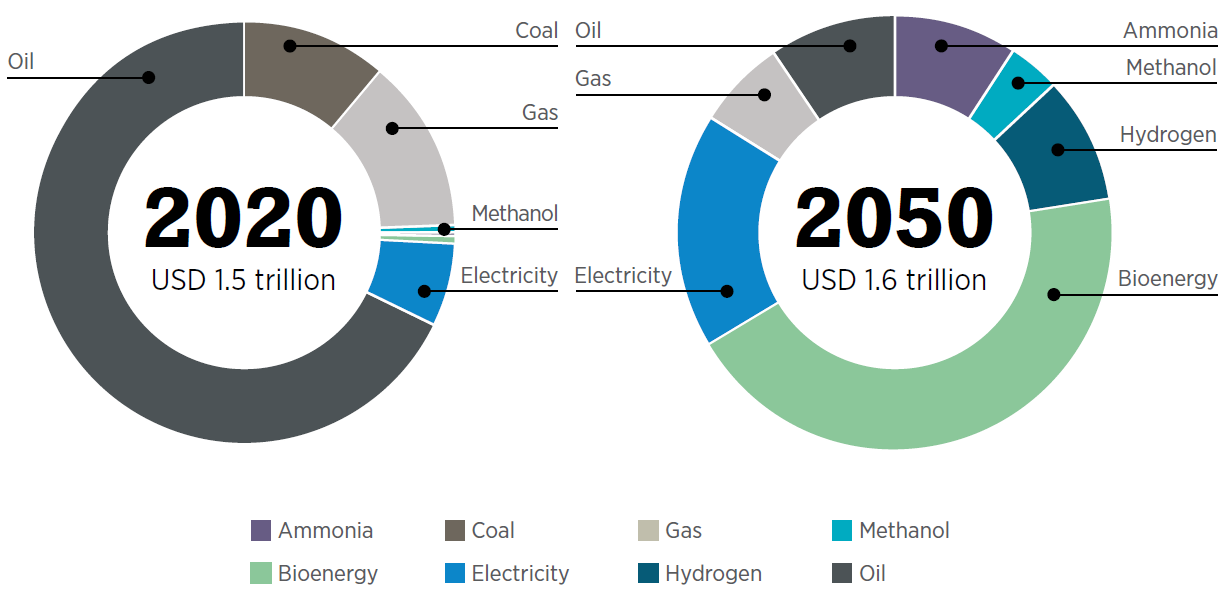 Oil
Coal
Gas
Methanol
Electricity
2020
USD 1.5 trillion
Oil
Gas
Electricity
Ammonia
Methanol
Hydrogen
Bioenergy
2050
USD 1.6 trillion
Ammonia
Coal
Gas
Methanol
Bioenergy
Electricity
Hydrogen
Oil